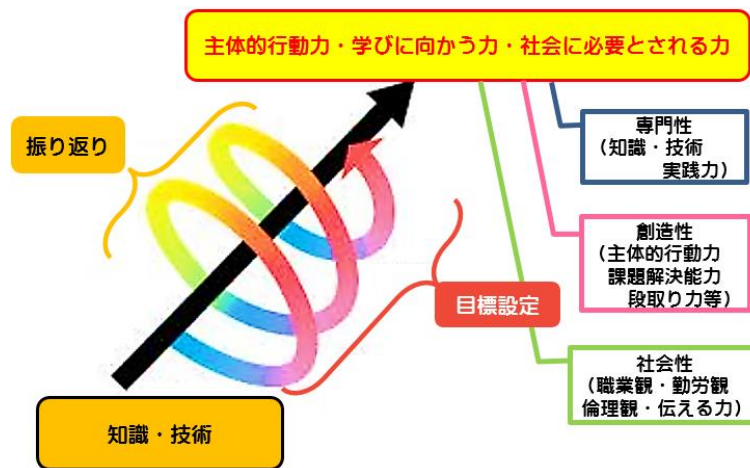 主体的行動力・学びに向かう力・社会に必要とされる力
振り返り
専門性
（知識・技術
実践力）
創造性
（主体的行動力
課題解決能力
段取り力等）
目標設定
社会性
（職業観・勤労観
倫理観・伝える力）
知識・技術